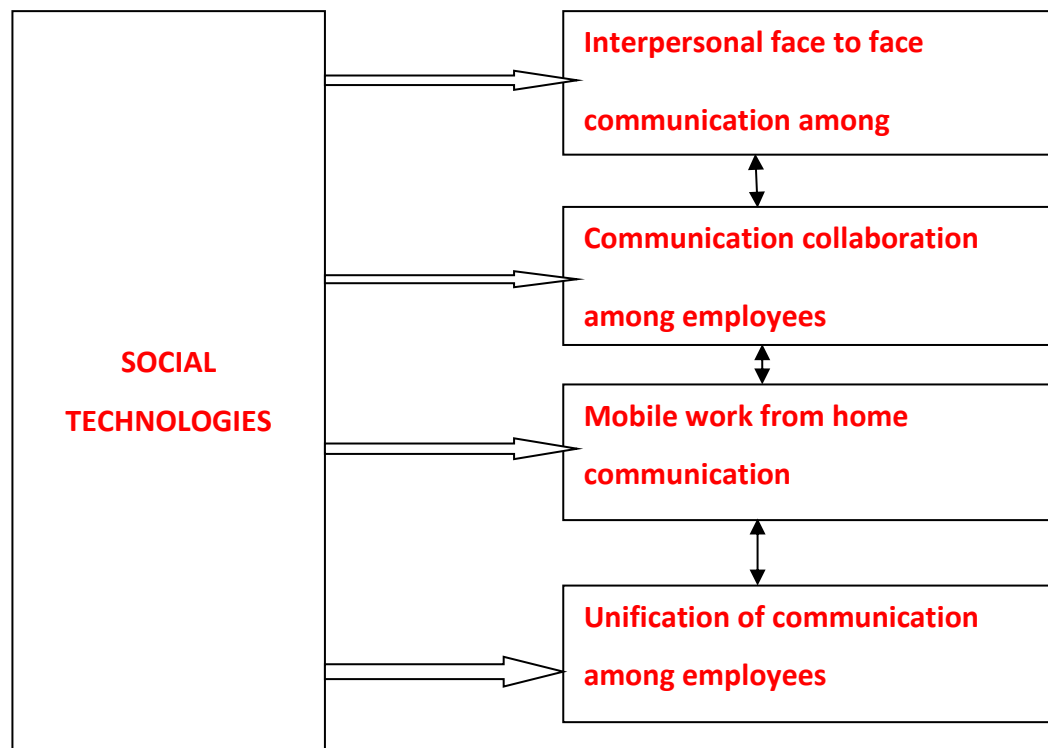 Interpersonal face to face
communication among
Communication collaboration
among employees
SOCIAL
TECHNOLOGIES
Mobile work from home
communication
Unification of communication
among employees